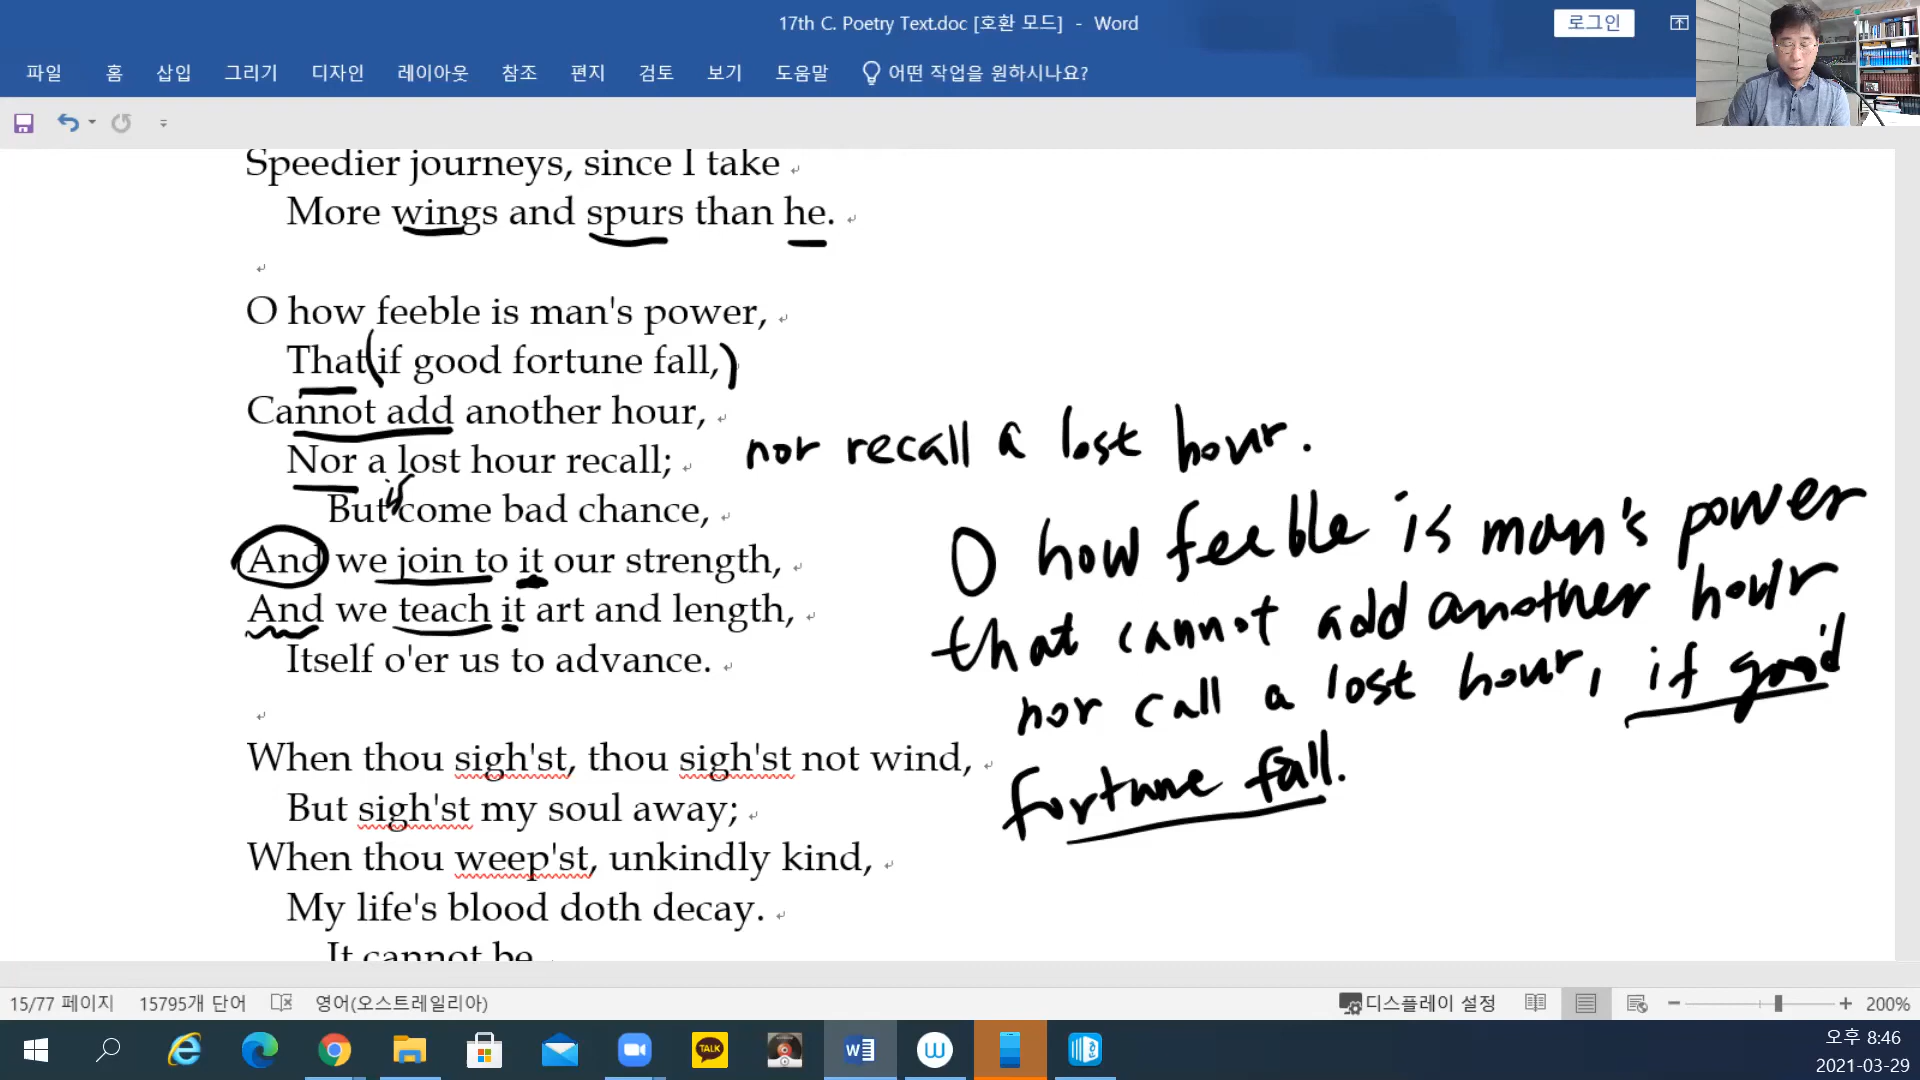 17th C. Poetry Text.doc [호환 모드] - Word
로그인
파일 홈 삽입 그리기 디자인 레이아웃 참조 편지 검토 보기 도움말 어떤 작업을 원하시나요?
Speedier journeys, since I take
More wings and spurs than he.
O how feeble is man's power,
That (if good fortune fall,)
Cannot add another hour,
Nor a lost hour recall;
nor recall a lost hour.
if
But come bad chance,
And we join to it our strength,
And we teach it art and length,
Itself o'er us to advance.
O how feeble is man's power
that cannot add another hour
nor call a lost hour, if good
fortune fall.
When thou sigh'st, thou sigh'st not wind,
But sigh'st my soul away;
When thou weep'st, unkindly kind,
My life's blood doth decay.
It cannot be
15/77 페이지 15795개 단어 영어(오스트레일리아) 디스플레이 설정 200%
TALK
오후 8:46
2021-03-29